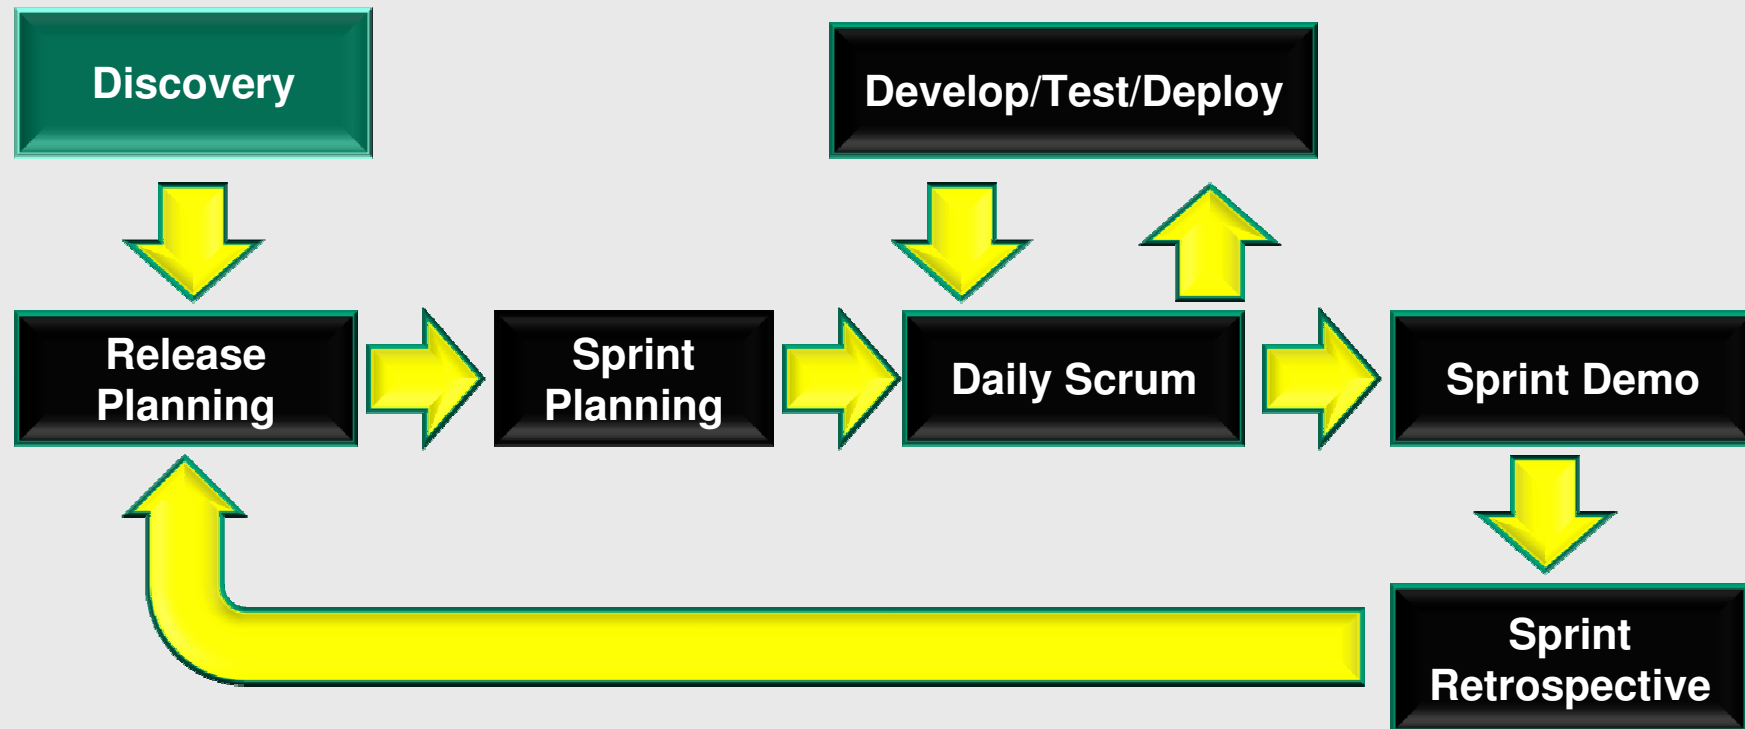 Discovery
Develop/Test/Deploy
Release
Planning
Sprint
Planning
Daily Scrum
Sprint Demo
Sprint
Retrospective